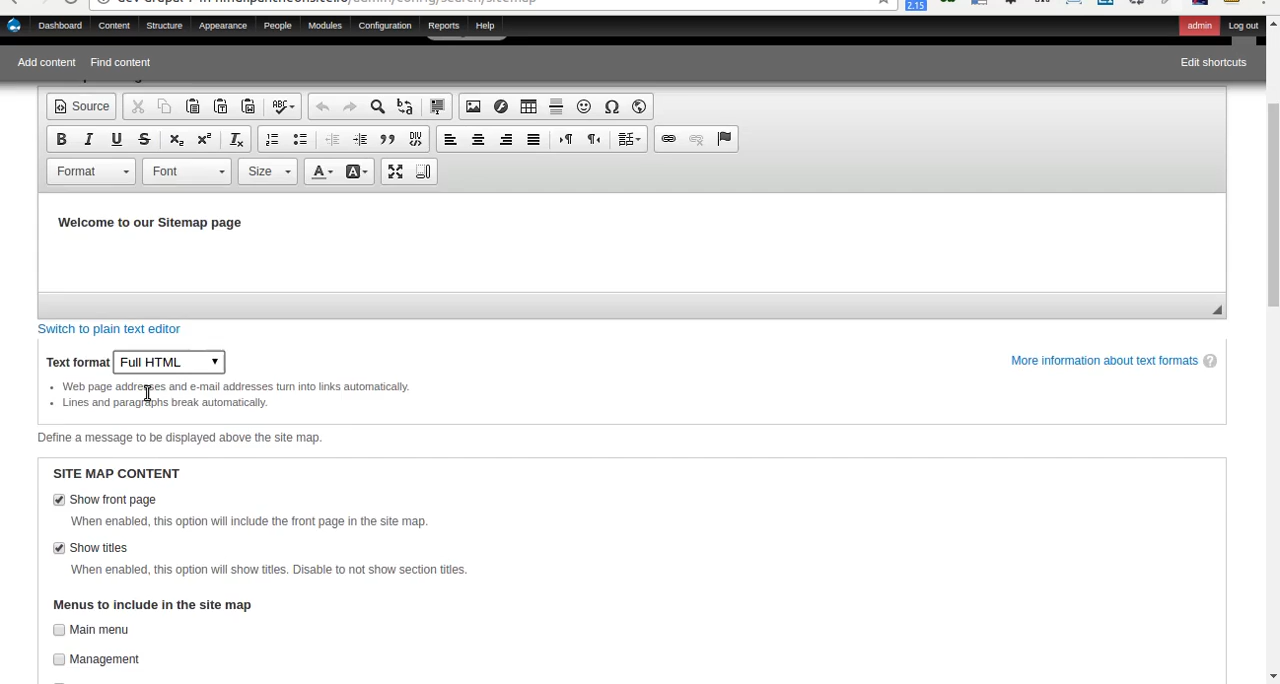 2.15
Dashboard Content Structure Appearance People Modules Configuration Reports Help admin Log out
Add content Find content Edit shortcuts
Source
Format Font Size
Welcome to our Sitemap page
Switch to plain text editor
Text format Full HTML More information about text formats ?
Web page addresses and e-mail addresses turn into links automatically.
Lines and paragraphs break automatically.
Define a message to be displayed above the site map.
SITE MAP CONTENT
Show front page
When enabled, this option will include the front page in the site map.
Show titles
When enabled, this option will show titles. Disable to not show section titles.
Menus to include in the site map
Main menu
Management